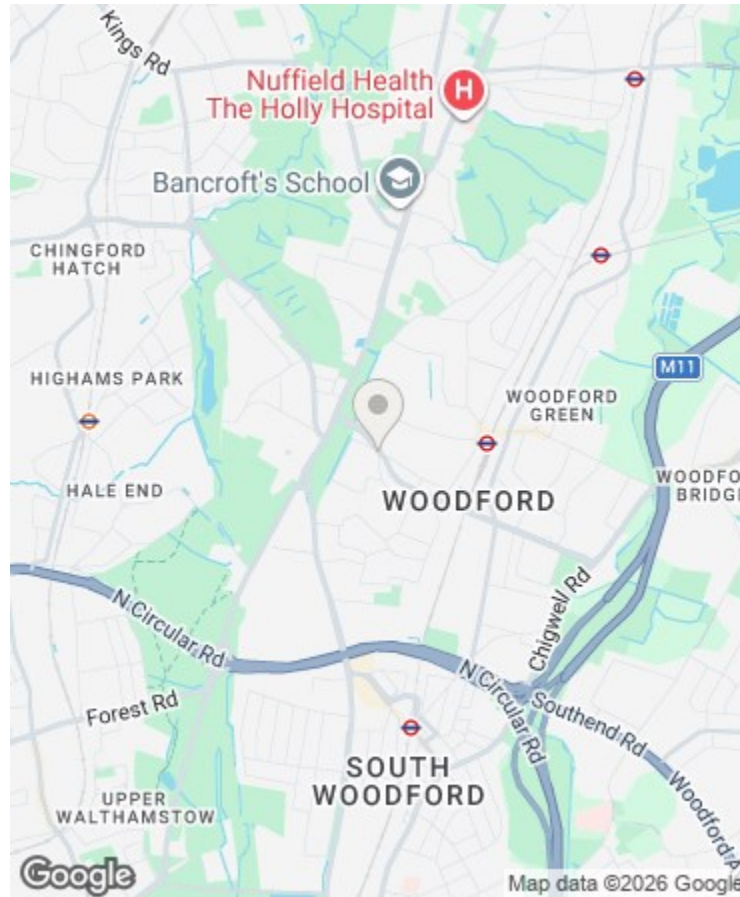 Kings Rd
Nuffield Health
The Holly Hospital
H
Bancroft's School
CHINGFORD
HATCH
HIGHAMS PARK
M11
WOODFORD
GREEN
HALE END
WOODFORD
WOODFO
BRIDG
N Circular Rd
Chigwell Rd
N Circular Rd
Forest Rd
Southend Rd
SOUTH
WOODFORD
UPPER
WALTHAMSTOW
Woodford A
Google
Map data ©2026 Google